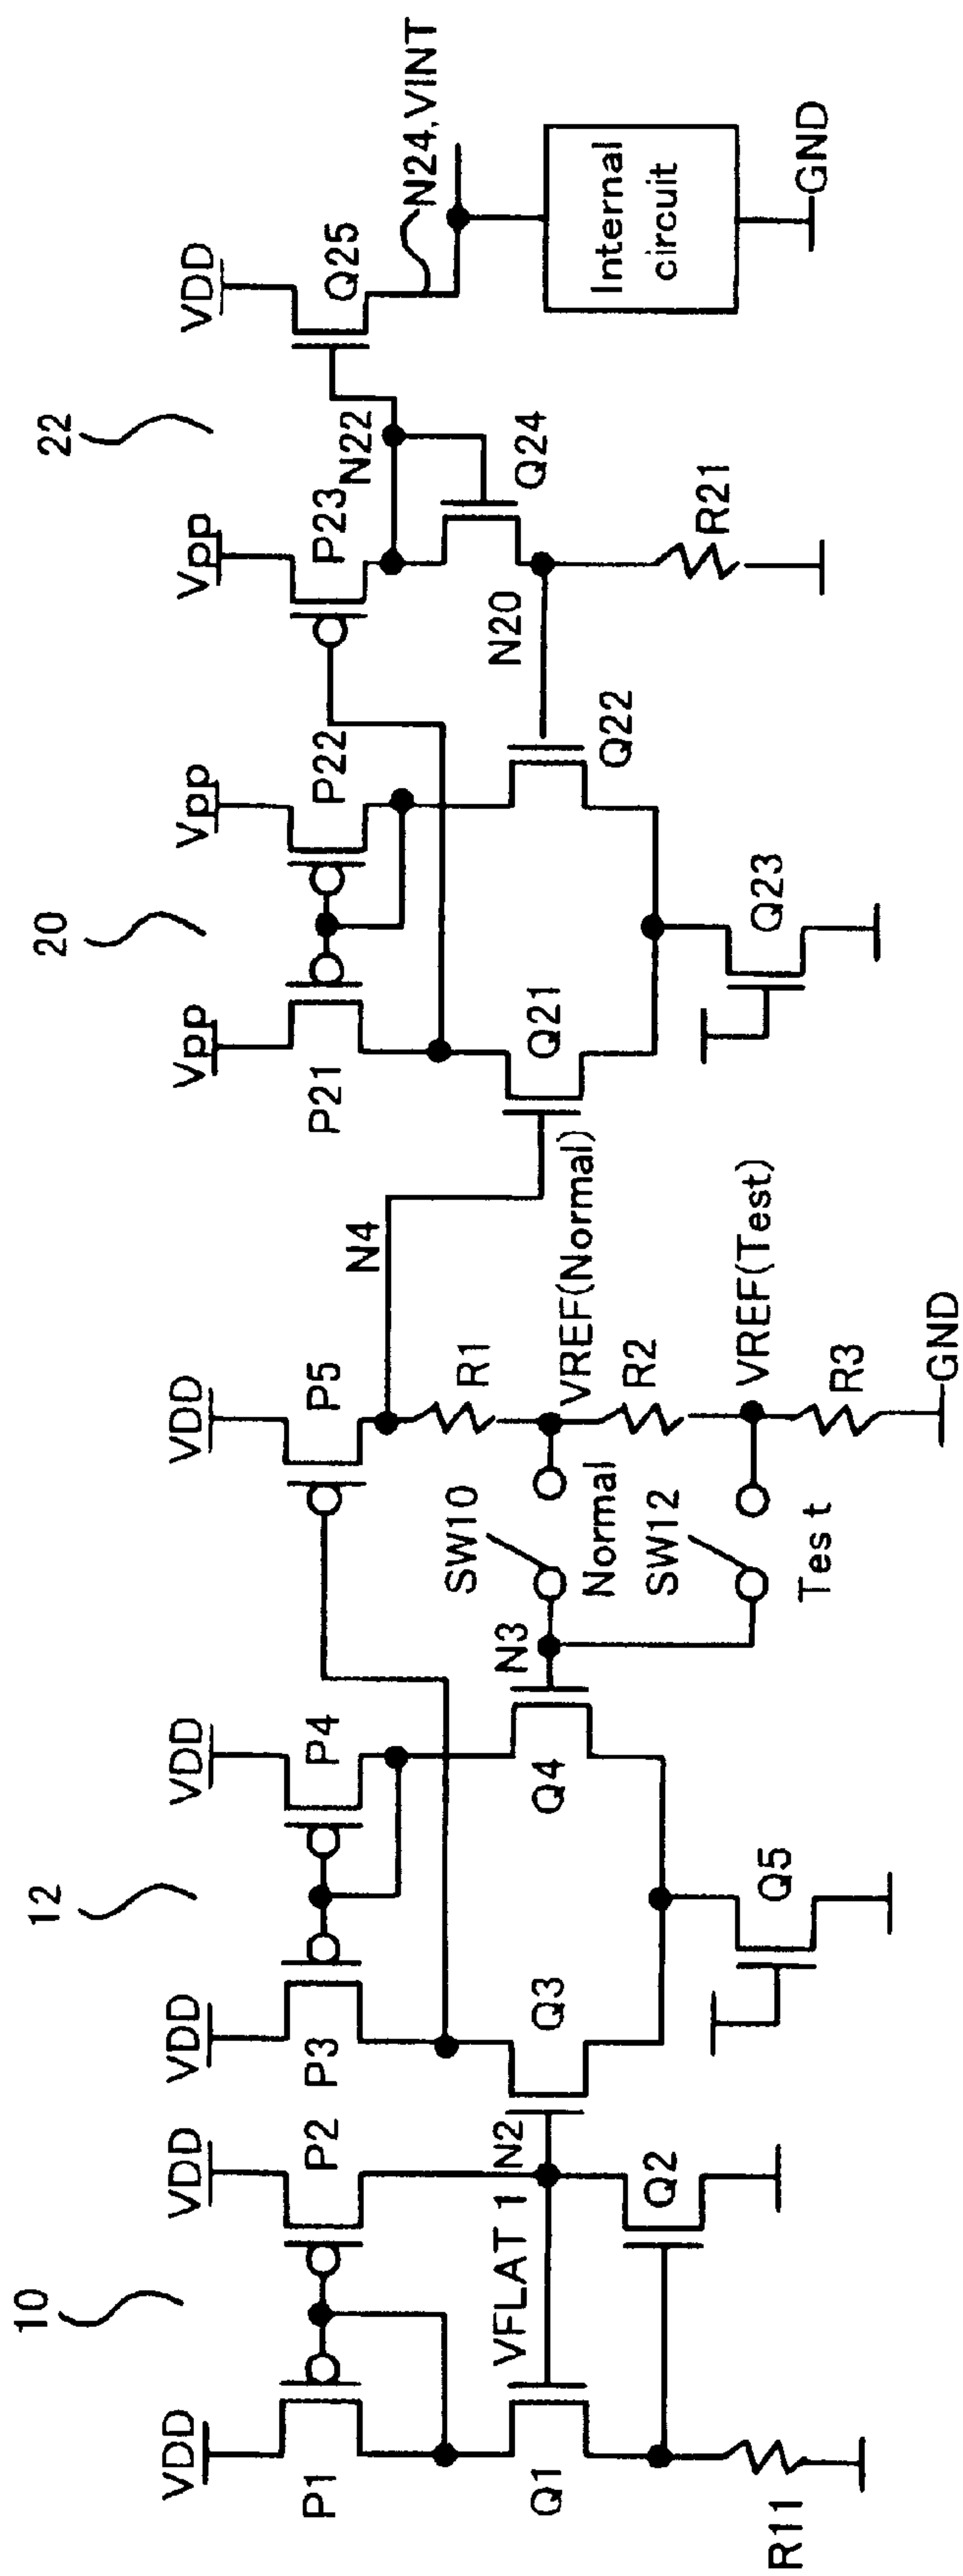 10
12
20
22
VDD
VDD
VDD
VDD
VDD
Vpp
Vpp
Vpp
VDD
P1
P2
P3
P4
P5
P21
P22
P23
Q25
N24,VINT
N4
N22
VFLAT 1
N2
Q1
Q2
Q3
Q4
N3
SW10
Normal
VREF(Normal)
R1
R2
SW12
Test
VREF(Test)
R3
GND
Q5
R11
Q21
Q22
Q23
N20
Q24
R21
Internal
circuit
GND